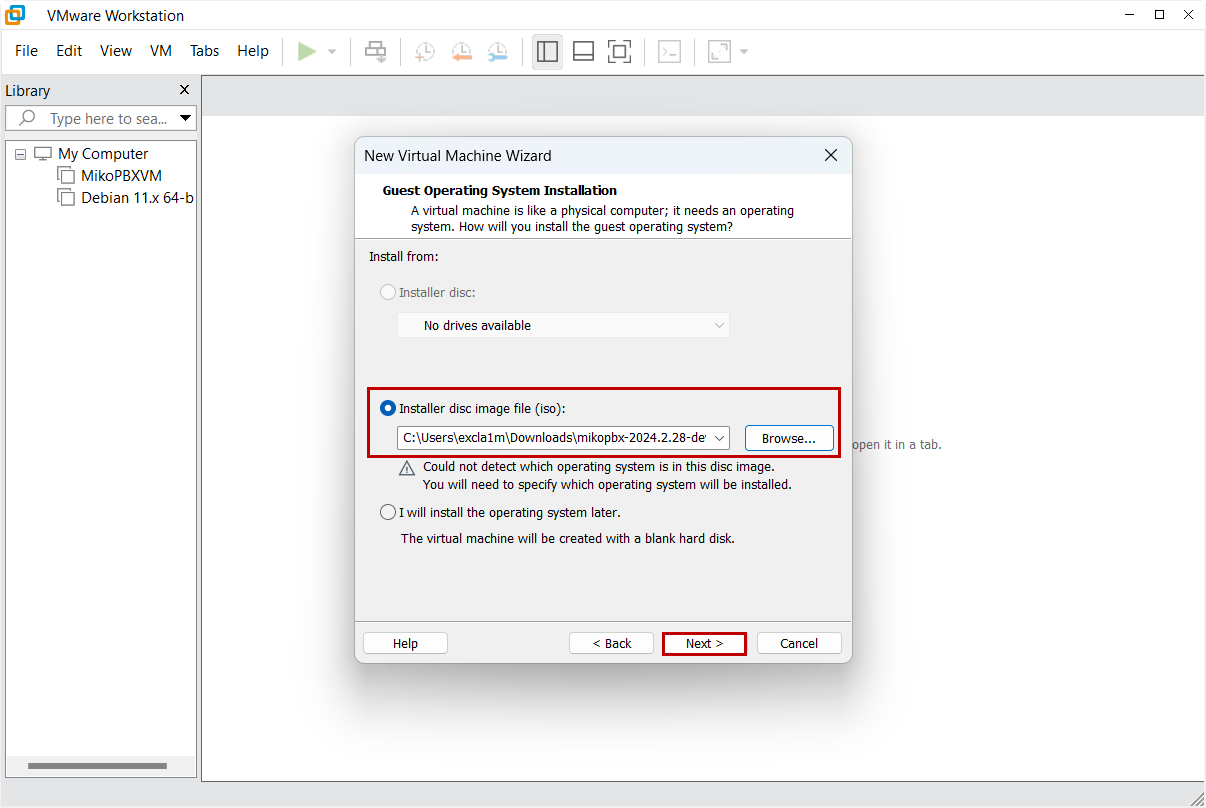 VMware Workstation
File Edit View VM Tabs Help
Library
Type here to sea...
My Computer
MikoPBXVM
Debian 11.x 64-b
New Virtual Machine Wizard
Guest Operating System Installation
A virtual machine is like a physical computer; it needs an operating
system. How will you install the guest operating system?
Install from:
Installer disc:
No drives available
Installer disc image file (iso):
C:\Users\excla1m\Downloads\mikopbx-2024.2.28-de
Browse...
open it in a tab.
Could not detect which operating system is in this disc image.
You will need to specify which operating system will be installed.
I will install the operating system later.
The virtual machine will be created with a blank hard disk.
Help
< Back
Next >
Cancel